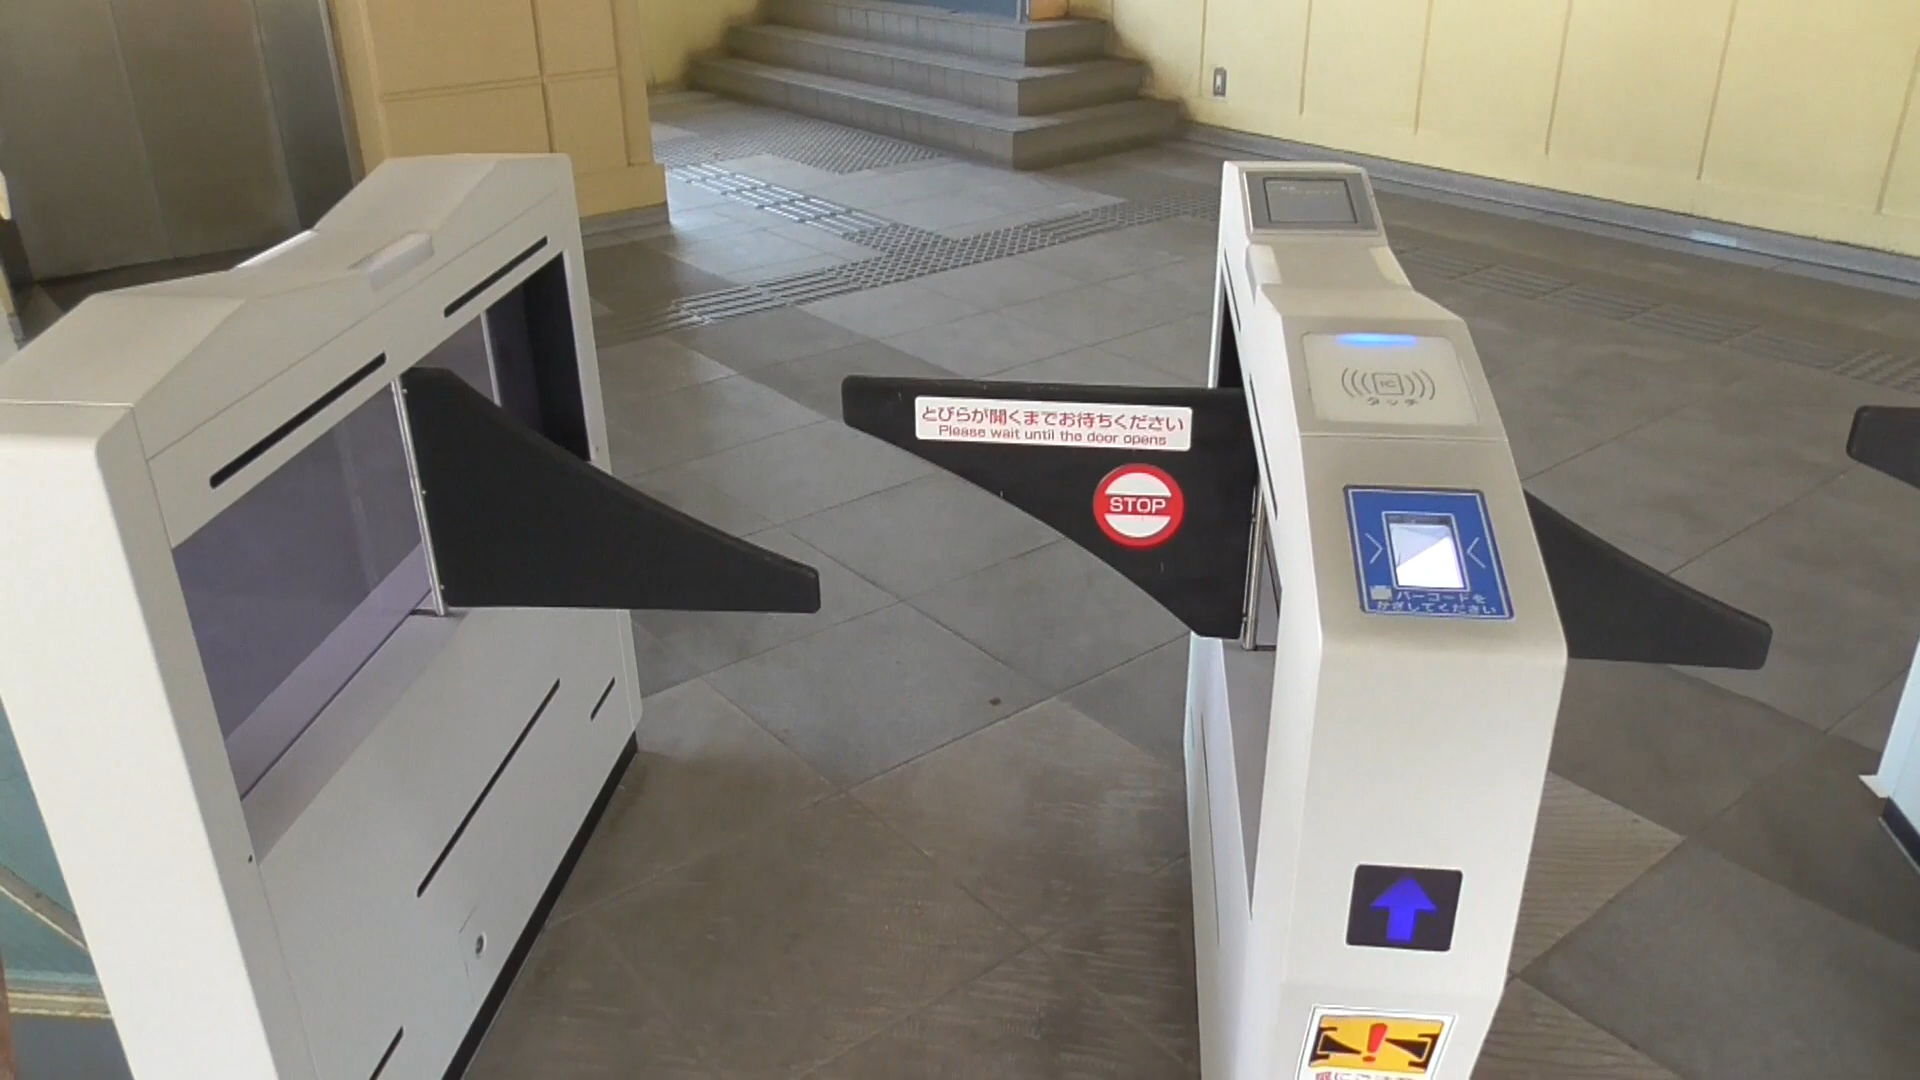 とびらが開くまでお待ちください
Please wait until the door opens
STOP
IC
タッチ
バーコードを
かざしてください